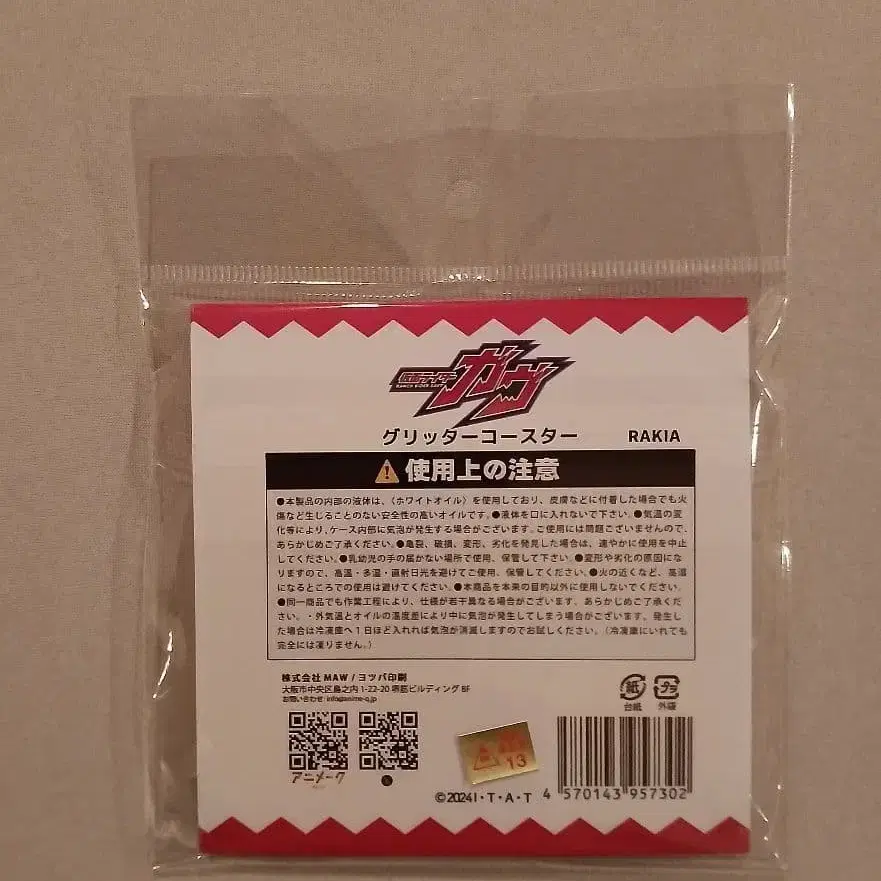 仮面ライダー
KAMEN RIDER GAVV
ガヴ
グリッターコースター RAKIA
使用上の注意
●本製品の内部の液体は、〈ホワイトオイル〉を使用しており、皮膚などに付着した場合でも火
傷など生じることのない安全性の高いオイルです。●液体を口に入れないで下さい。●気温の変
化等により、ケース内部に気泡が発生する場合がございます。ご使用には問題ございませんので、
あらかじめご了承ください。●亀裂、破損、変形、劣化を発見した場合は、速やかに使用を中止
してください。●乳幼児の手の届かない場所で使用、保管して下さい。●変形や劣化の原因にな
りますので、高温・多湿・直射日光を避けてご使用、保管してください。●火の近くなど、高温
になるところでの使用は避けてください。●本商品を本来の目的以外に使用しないでください。
●同一商品でも作業工程により、仕様が若干異なる場合がございます。あらかじめご了承くださ
い。・外気温とオイルの温度差により中に気泡が発生してしまう場合がございます。発生し
た場合は冷凍庫へ1日ほど入れれば気泡が消滅しますのでお試しください。（冷凍庫にいれても
完全には凍りません。）
株式会社 MAW / ヨツバ印刷
大阪市中央区島之内 1-22-20 堺筋ビルディング 8F
お問い合わせ: info@anime-q.jp
紙 プラ
台紙 外袋
アニメーク
13
©2024 I・T・A・T
4 570143 957302